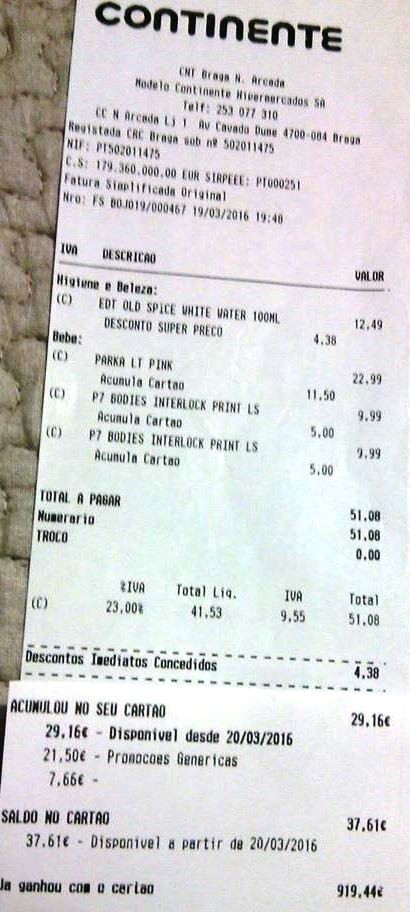 CONTINENTE
CNT Braga N. Arcada
Modelo Continente Hipermercados SA
Telf: 253 077 310
CC N Arcada Lj 1 Av Cavado Dume 4700-084 Braga
Registada CRC Braga sob nº 502011475
NIF: PT502011475
C.S: 179.360.000,00 EUR SIRPEEE: PT000251
Fatura Simplificada Original
Nro: FS BOJ019/000467 19/03/2016 19:48
IVA DESCRICAO VALOR
Higiene e Beleza:
(C) EDT OLD SPICE WHITE WATER 100ML 12,49
DESCONTO SUPER PRECO 4,38
Bebe:
(C) PARKA LT PINK 22,99
Acumula Cartao 11,50
(C) P7 BODIES INTERLOCK PRINT LS 9,99
Acumula Cartao 5,00
(C) P7 BODIES INTERLOCK PRINT LS 9,99
Acumula Cartao 5,00
TOTAL A PAGAR 51,08
Numerario 51,08
TROCO 0,00
%IVA Total Liq. IVA Total
(C) 23,00% 41,53 9,55 51,08
Descontos Imediatos Concedidos 4,38
ACUMULOU NO SEU CARTAO 29,16€
29,16€ - Disponivel desde 20/03/2016
21,50€ - Promocoes Genericas
7,66€ -
SALDO NO CARTAO 37,61€
37,61€ - Disponivel a partir de 20/03/2016
Ja ganhou com o cartao 919,44€